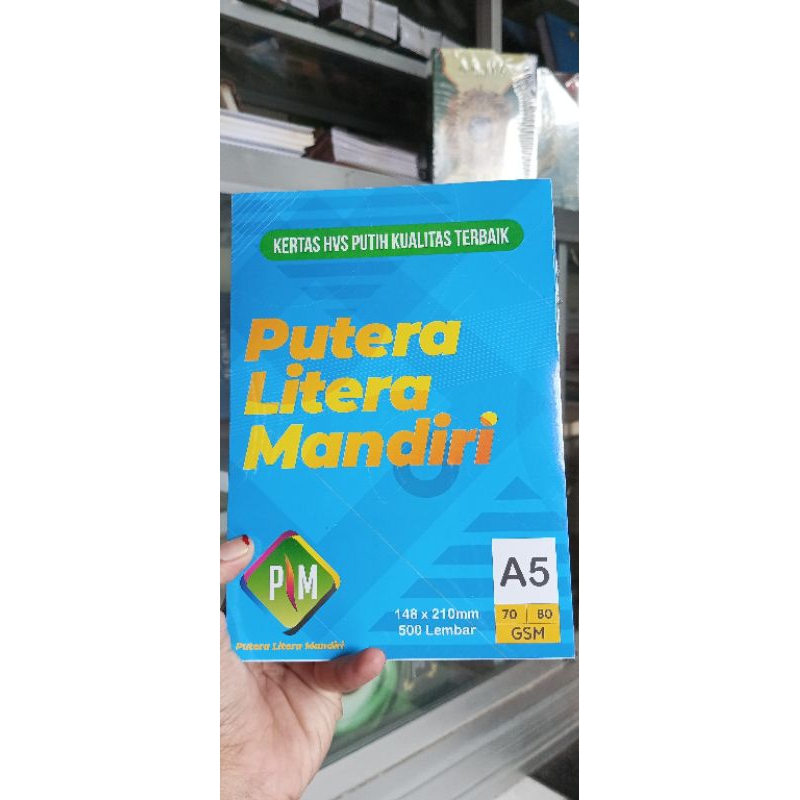 KERTAS HVS PUTIH KUALITAS TERBAIK
Putera
Litera
Mandiri
PM
Putera Litera Mandiri
148 x 210mm
500 Lembar
A5
70 | 80
GSM